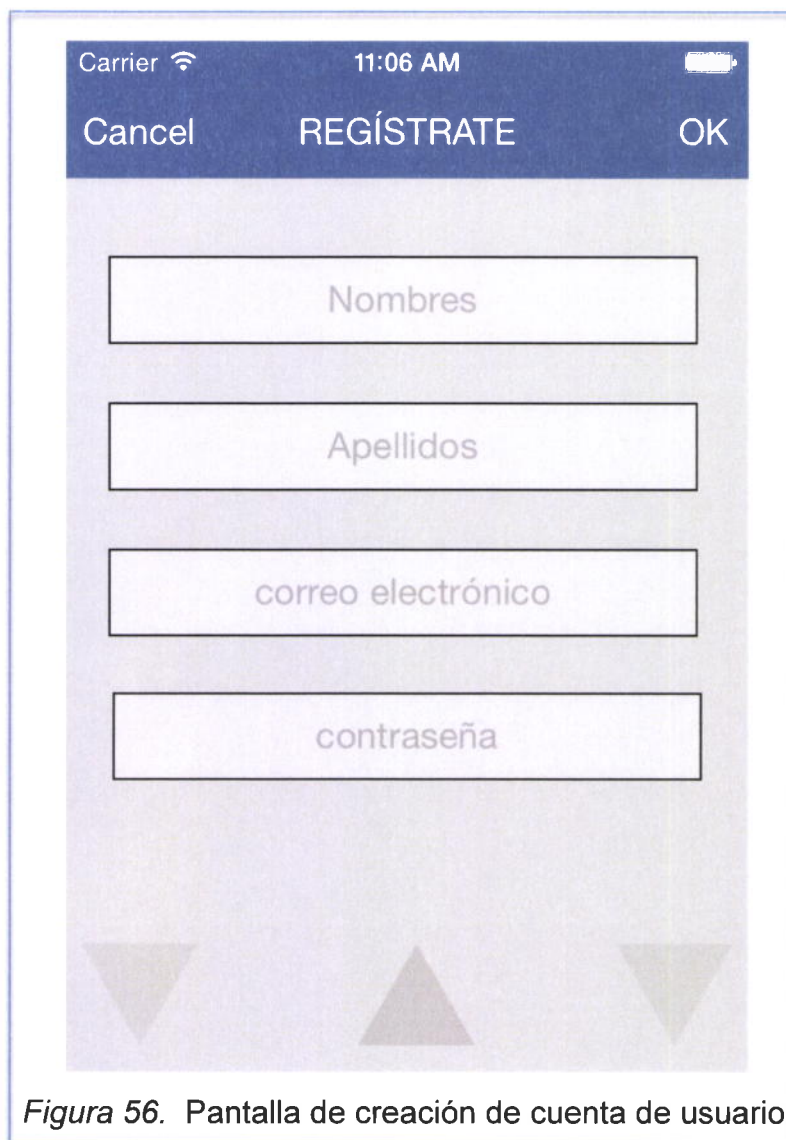 Carrier 11:06 AM
Cancel REGÍSTRATE OK
Nombres
Apellidos
correo electrónico
contraseña
Figura 56. Pantalla de creación de cuenta de usuario